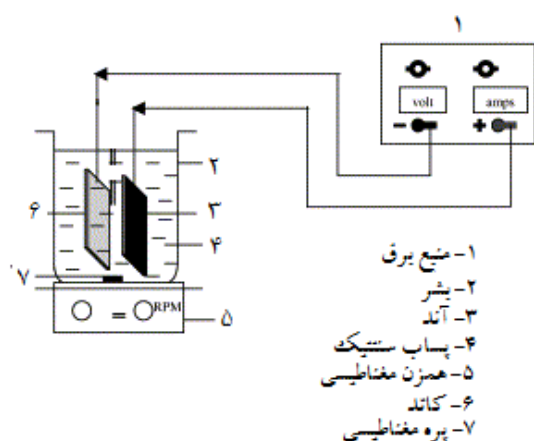 ۱
volt
amps
− +
۲
۶
۳
۴
۷
RPM
۵
۱- منبع برق
۲- بشر
۳- آند
۴- پساب سنتتیک
۵- همزن مغناطیسی
۶- کاتد
۷- پره مغناطیسی